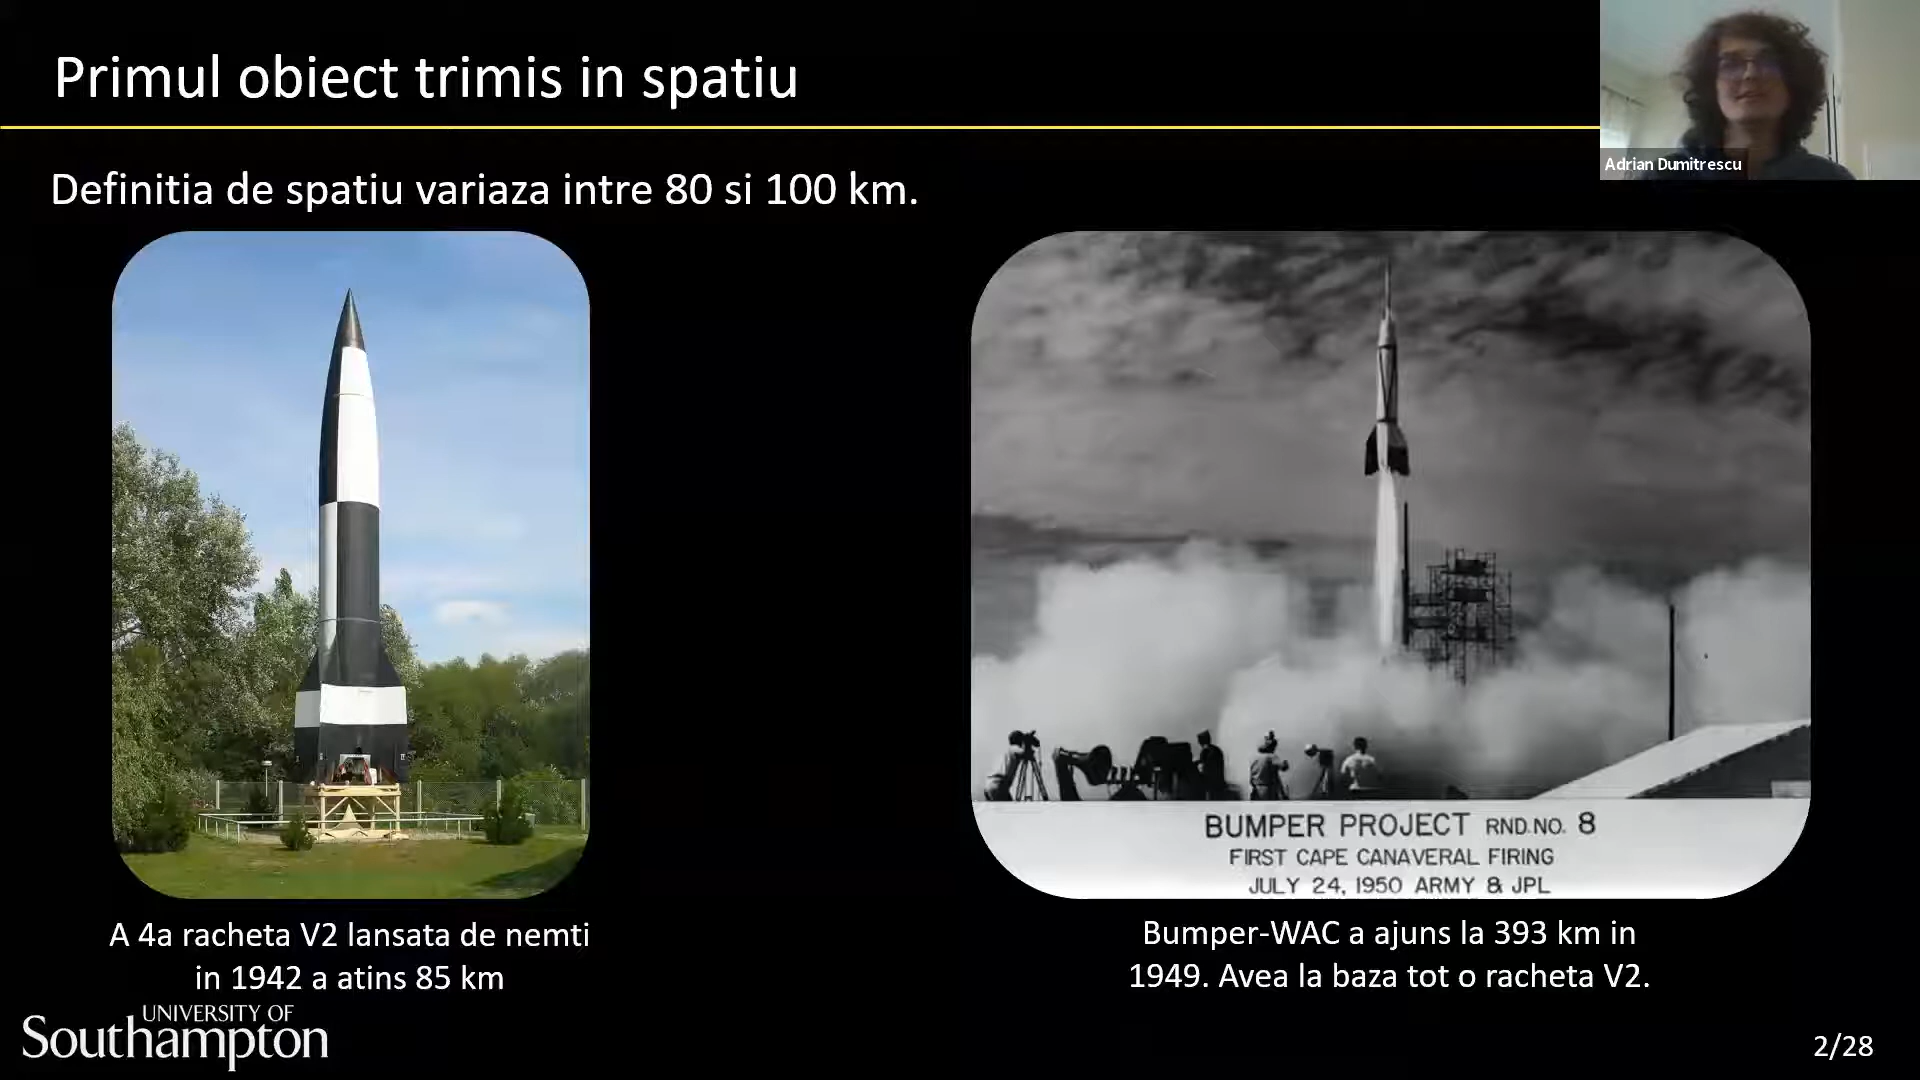 Primul obiect trimis in spatiu
Adrian Dumitrescu
Definitia de spatiu variaza intre 80 si 100 km.
BUMPER PROJECT RND. NO. 8
FIRST CAPE CANAVERAL FIRING
JULY 24, 1950 ARMY & JPL
A 4a racheta V2 lansata de nemti
in 1942 a atins 85 km
Bumper-WAC a ajuns la 393 km in
1949. Avea la baza tot o racheta V2.
UNIVERSITY OF
Southampton
2/28